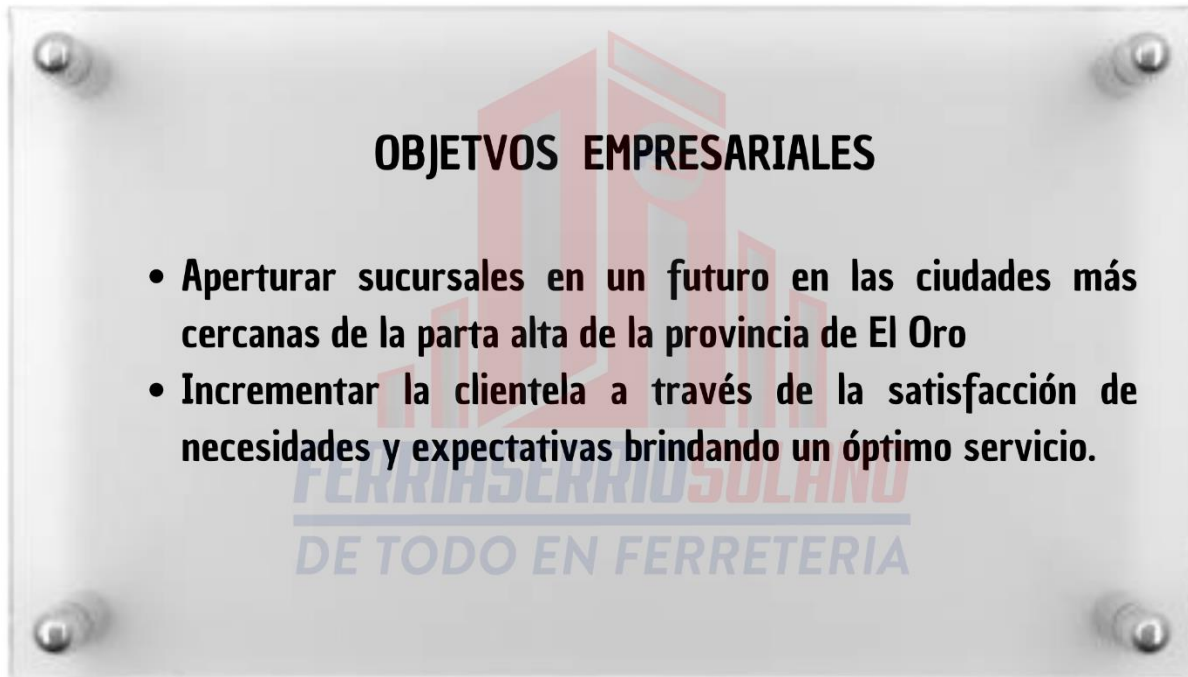 OBJETVOS EMPRESARIALES
• Aperturar sucursales en un futuro en las ciudades más
cercanas de la parta alta de la provincia de El Oro
• Incrementar la clientela a través de la satisfacción de
necesidades y expectativas brindando un óptimo servicio.
FERRIASERRIOSOLANO
DE TODO EN FERRETERIA